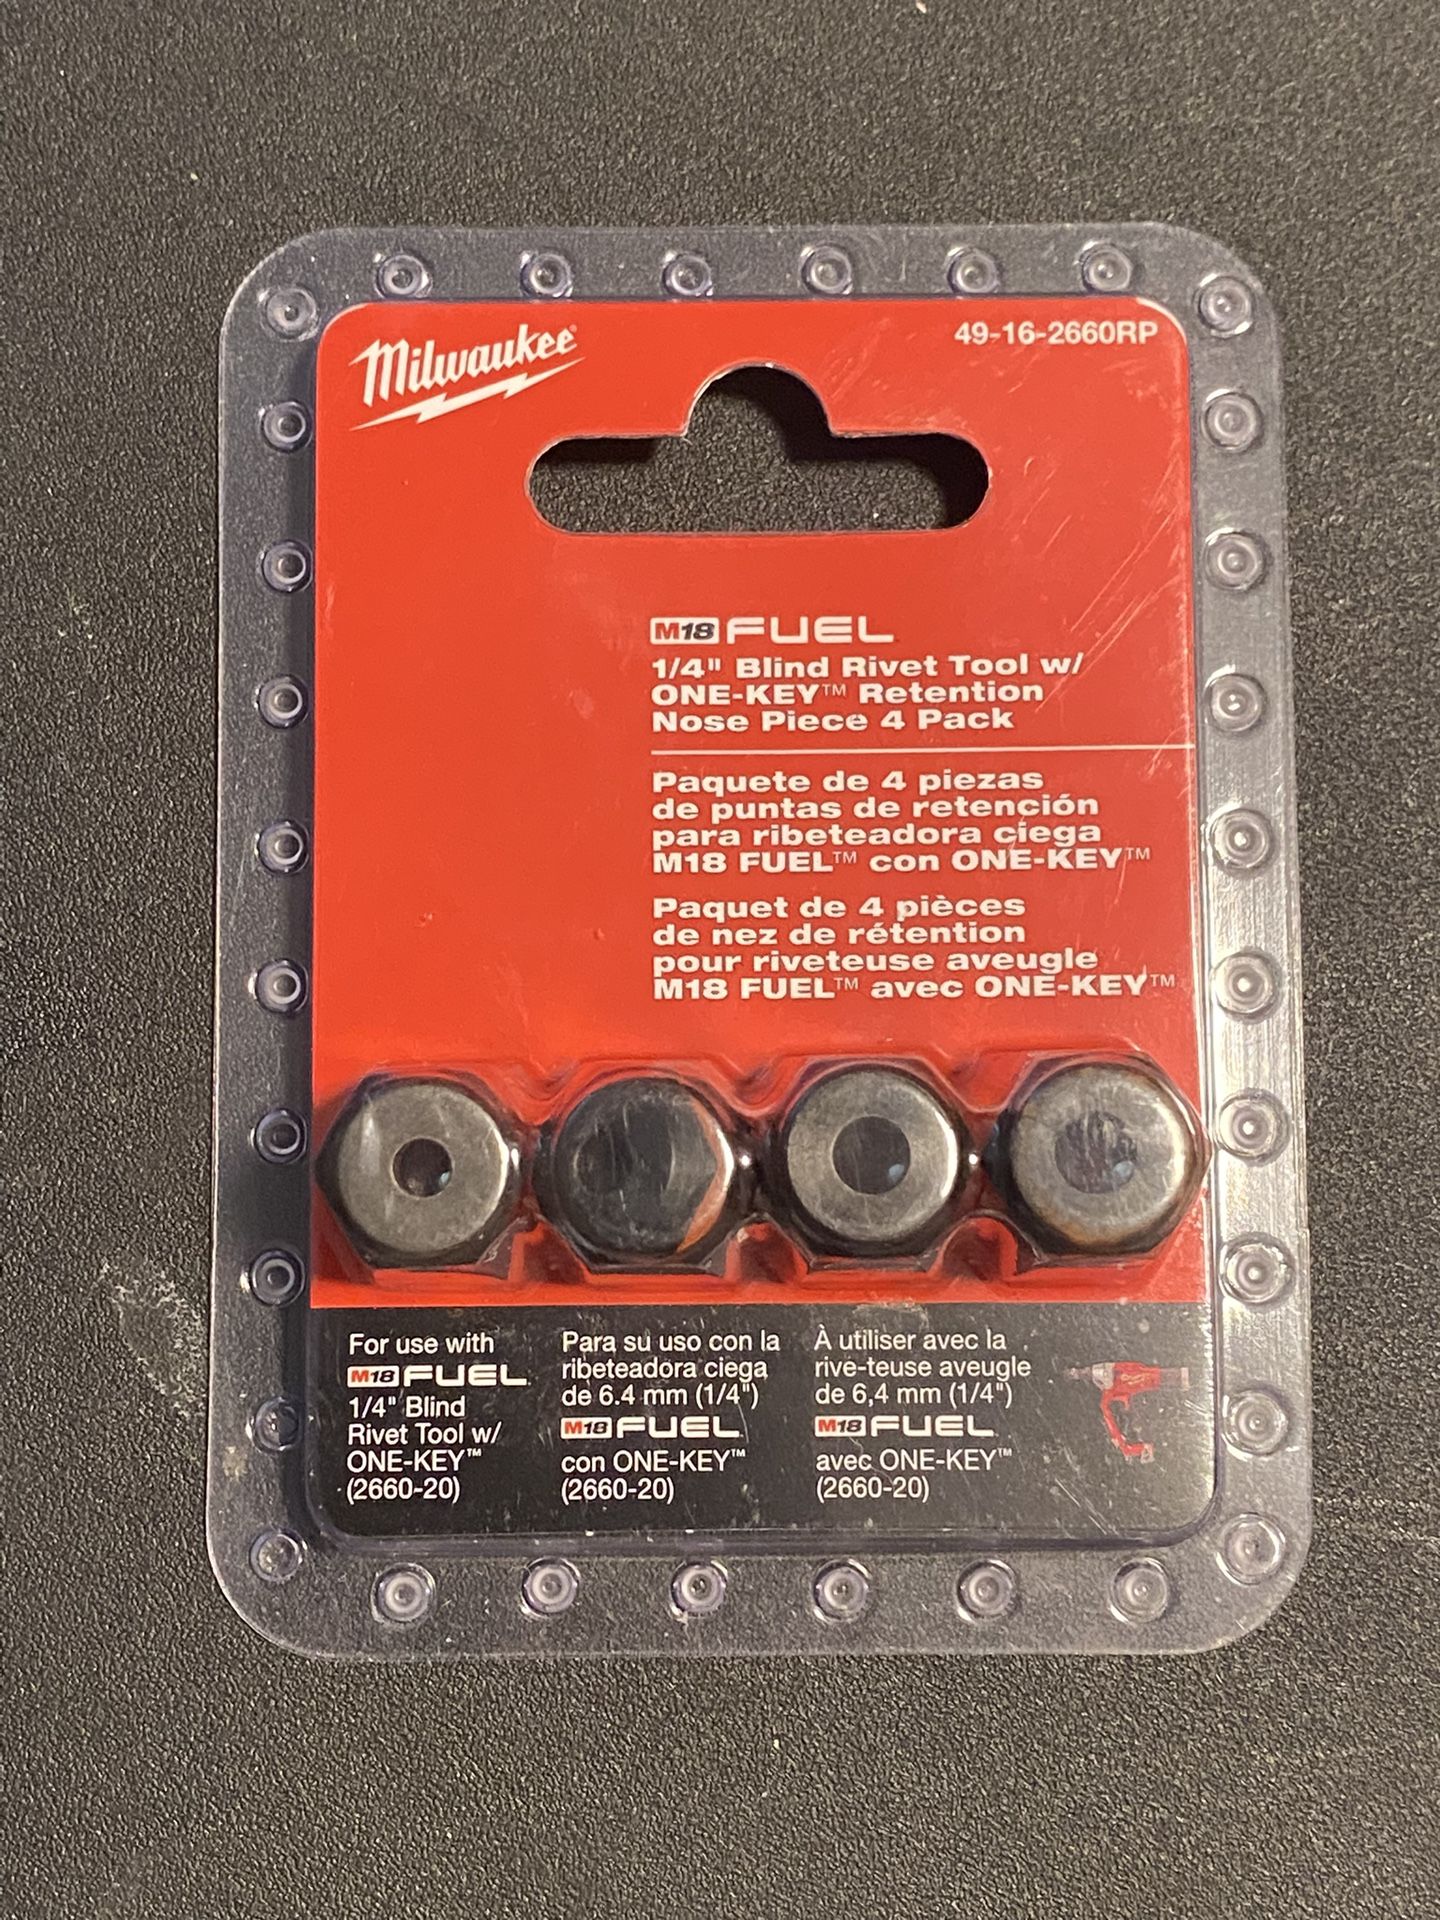 Milwaukee
49-16-2660RP
M18 FUEL
1/4" Blind Rivet Tool w/
ONE-KEY™ Retention
Nose Piece 4 Pack
Paquete de 4 piezas
de puntas de retención
para ribeteadora ciega
M18 FUEL™ con ONE-KEY™
Paquet de 4 pièces
de nez de rétention
pour riveteuse aveugle
M18 FUEL™ avec ONE-KEY™
For use with
M18 FUEL
1/4" Blind
Rivet Tool w/
ONE-KEY™
(2660-20)
Para su uso con la
ribeteadora ciega
de 6.4 mm (1/4")
M18 FUEL
con ONE-KEY™
(2660-20)
À utiliser avec la
rive-teuse aveugle
de 6,4 mm (1/4")
M18 FUEL
avec ONE-KEY™
(2660-20)